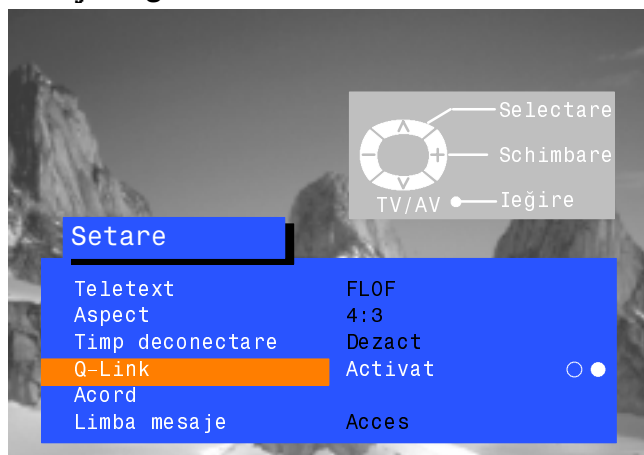 Selectare
Schimbare
TV/AV Ieğire
Setare
Teletext FLOF
Aspect 4:3
Timp deconectare Dezact
Q-Link Activat
Acord
Limba mesaje Acces